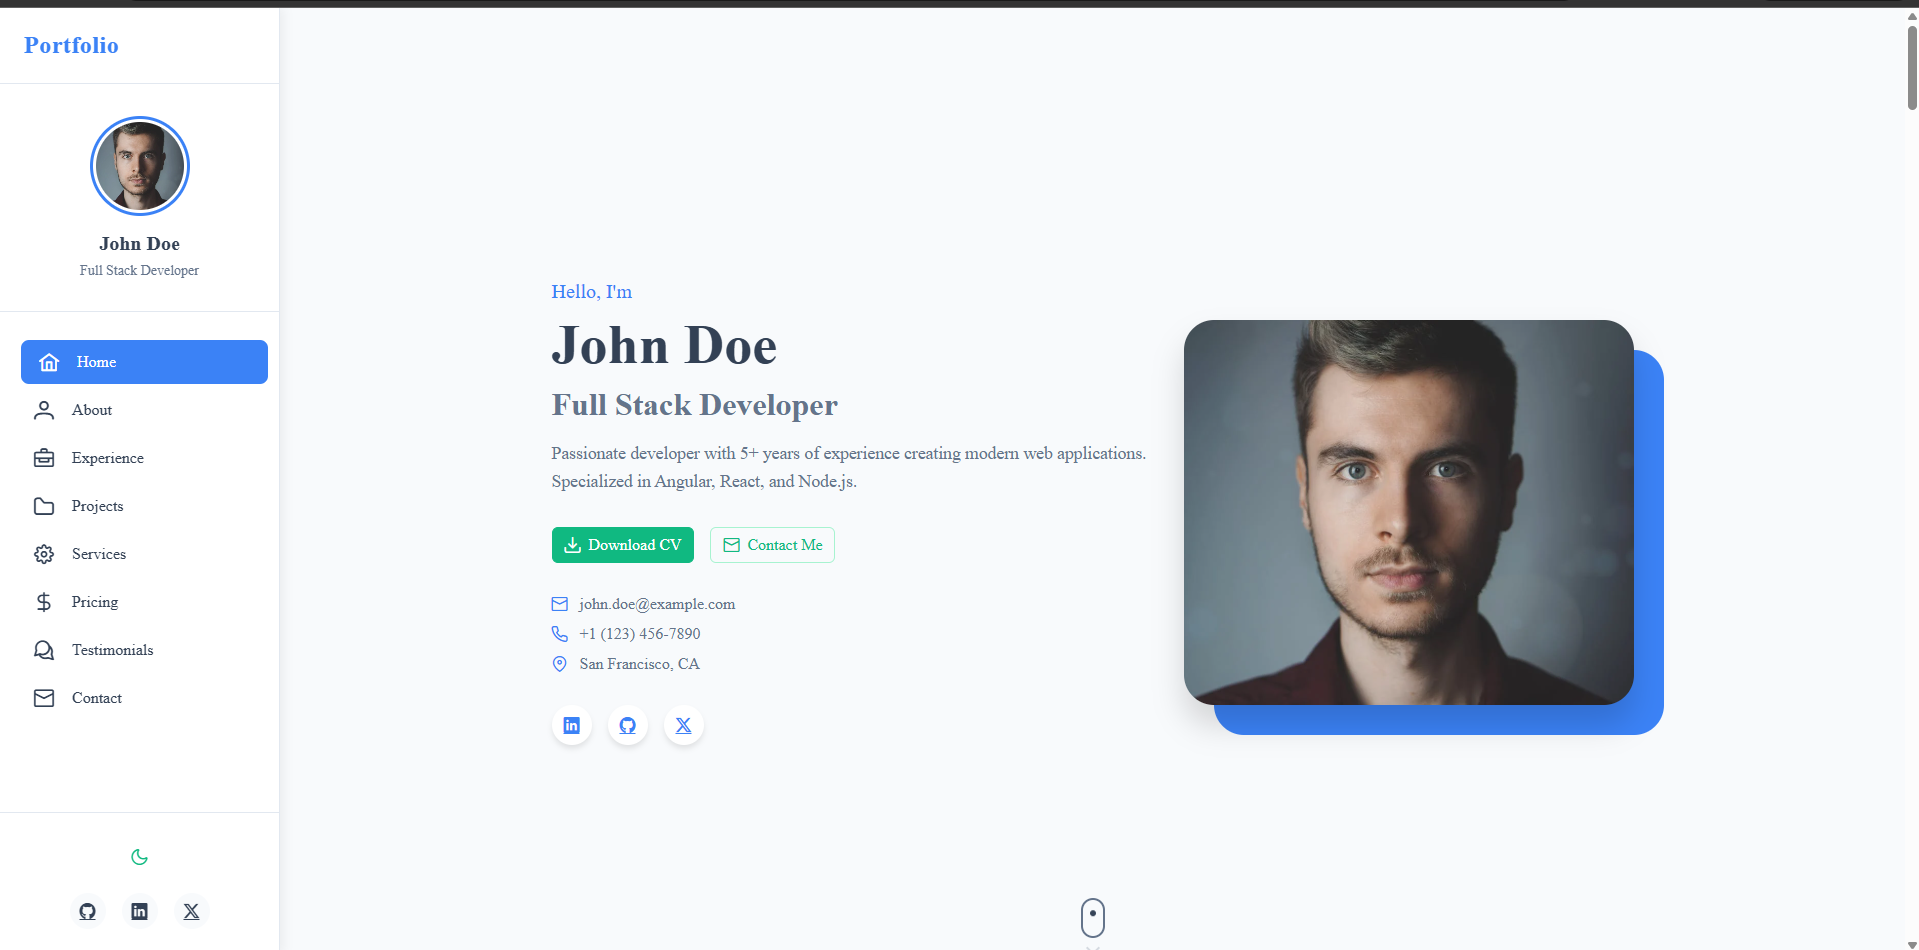 Portfolio
John Doe
Full Stack Developer
Home
About
Experience
Projects
Services
Pricing
Testimonials
Contact
Hello, I'm
John Doe
Full Stack Developer
Passionate developer with 5+ years of experience creating modern web applications.
Specialized in Angular, React, and Node.js.
Download CV
Contact Me
john.doe@example.com
+1 (123) 456-7890
San Francisco, CA